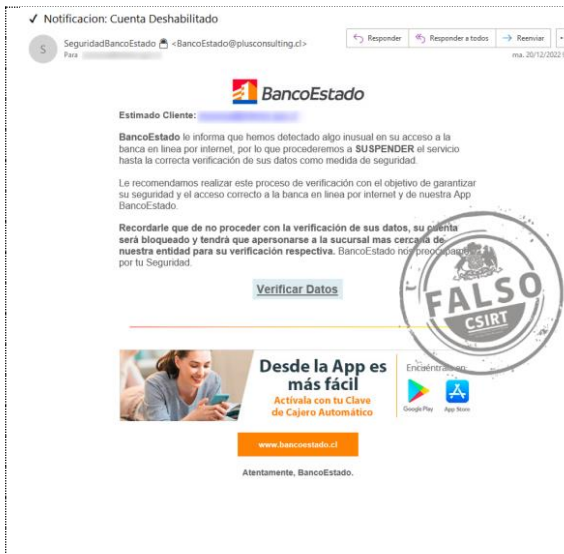 ✓ Notificacion: Cuenta Deshabilitado
S
SeguridadBancoEstado <BancoEstado@plusconsulting.cl>
Para
Responder
Responder a todos
Reenviar
ma. 20/12/2022
BancoEstado
Estimado Cliente:
BancoEstado le informa que hemos detectado algo inusual en su acceso a la
banca en linea por internet, por lo que procederemos a SUSPENDER el servicio
hasta la correcta verificación de sus datos como medida de seguridad.
Le recomendamos realizar este proceso de verificación con el objetivo de garantizar
su seguridad y el acceso correcto a la banca en linea por internet y de nuestra App
BancoEstado.
Recordarle que de no proceder con la verificación de sus datos, su cuenta
será bloqueado y tendrá que apersonarse a la sucursal mas cercana de
nuestra entidad para su verificación respectiva. BancoEstado nos preocupamos
por tu Seguridad.
Verificar Datos
FALSO
CSIRT
Desde la App es
más fácil
Actívala con tu Clave
de Cajero Automático
Encuéntrala en:
Google Play
App Store
www.bancoestado.cl
Atentamente, BancoEstado.